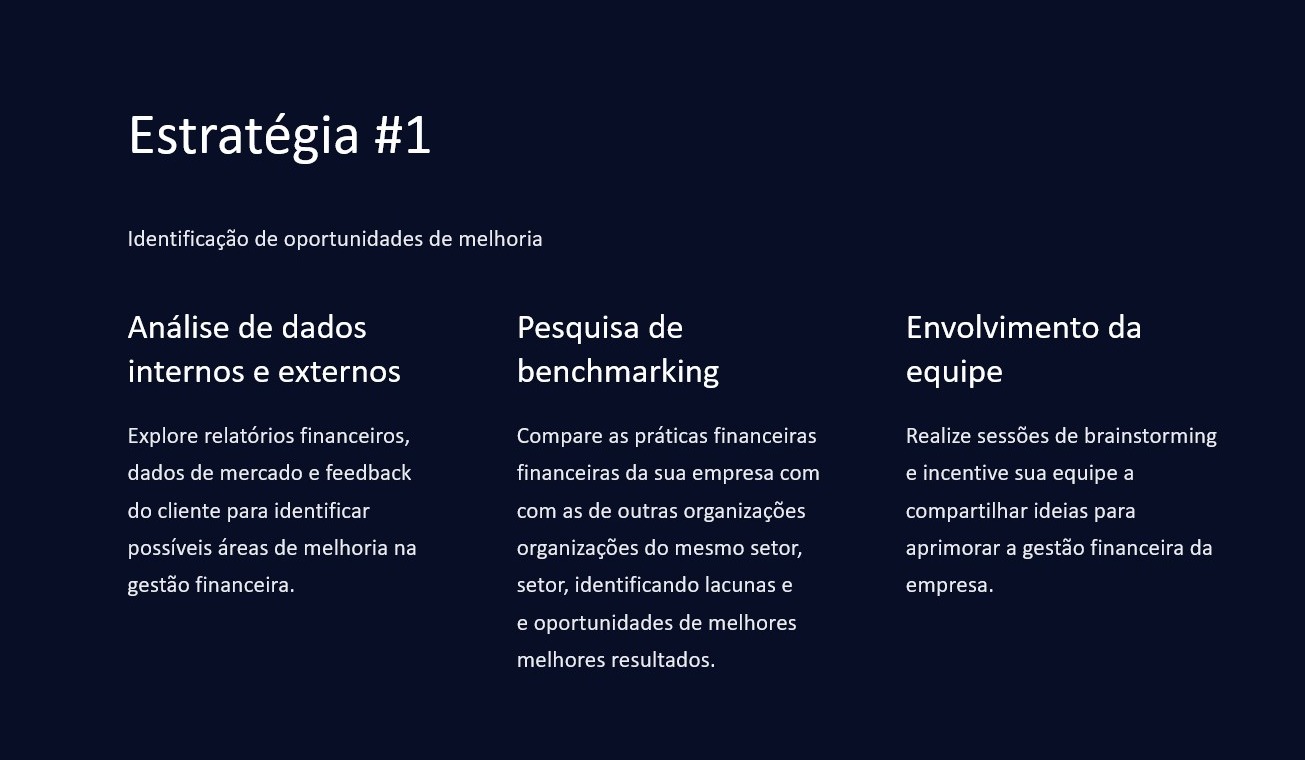 Estratégia #1
Identificação de oportunidades de melhoria
Análise de dados
internos e externos
Explore relatórios financeiros,
dados de mercado e feedback
do cliente para identificar
possíveis áreas de melhoria na
gestão financeira.
Pesquisa de
benchmarking
Compare as práticas financeiras
financeiras da sua empresa com
com as de outras organizações
organizações do mesmo setor,
setor, identificando lacunas e
e oportunidades de melhores
melhores resultados.
Envolvimento da
equipe
Realize sessões de brainstorming
e incentive sua equipe a
compartilhar ideias para
aprimorar a gestão financeira da
empresa.